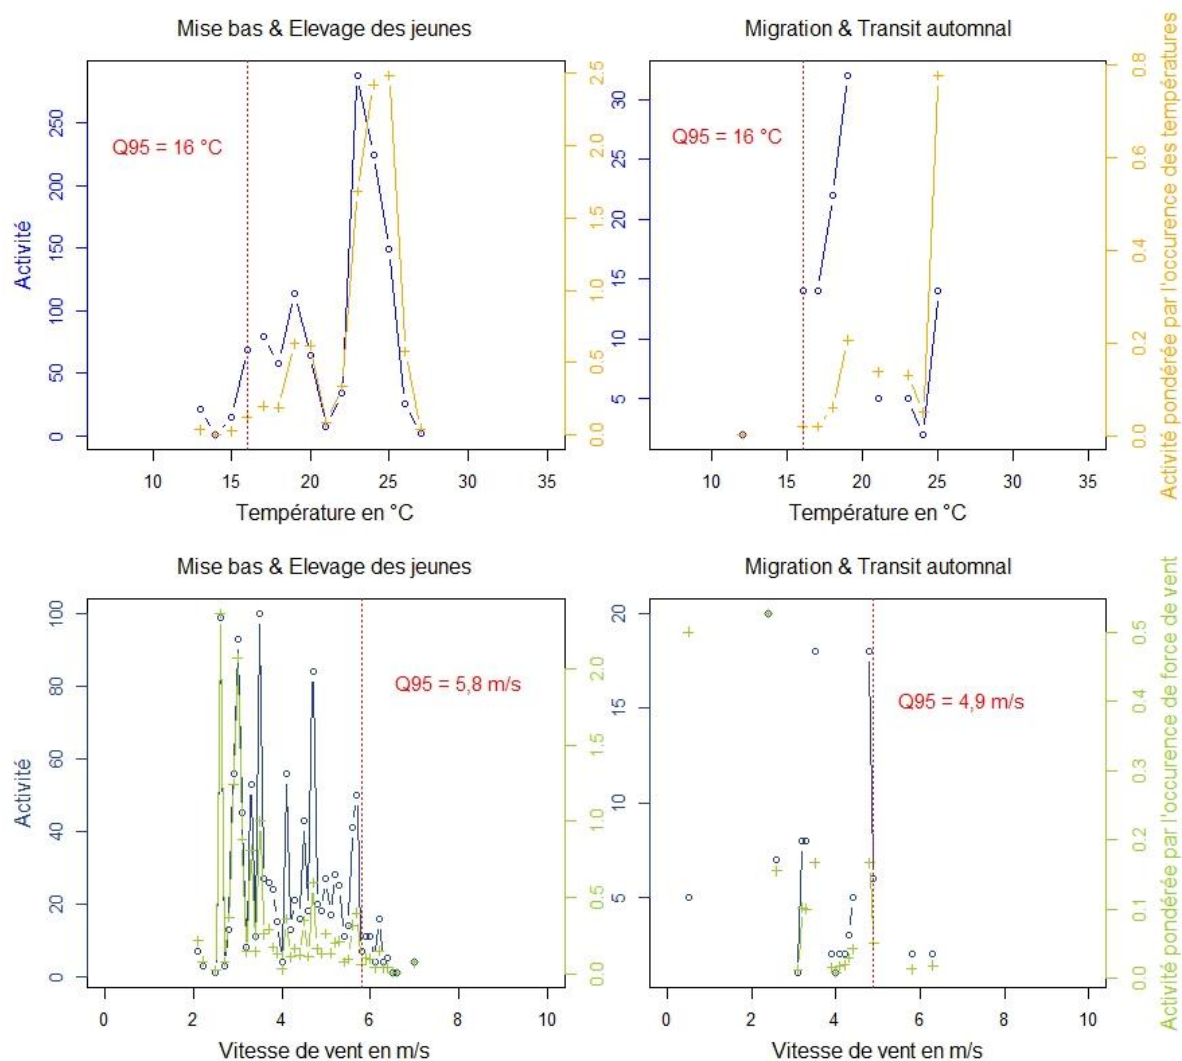 Mise bas & Elevage des jeunes
Activité
0 50 100 150 200 250
Q95 = 16 °C
0.0 0.5 1.0 1.5 2.0 2.5
10 15 20 25 30 35
Température en °C
Migration & Transit automnal
5 10 15 20 25 30
Q95 = 16 °C
0.0 0.2 0.4 0.6 0.8
Activité pondérée par l'occurence des températures
10 15 20 25 30 35
Température en °C
Mise bas & Elevage des jeunes
Activité
0 20 40 60 80 100
Q95 = 5,8 m/s
0.0 0.5 1.0 1.5 2.0
0 2 4 6 8 10
Vitesse de vent en m/s
Migration & Transit automnal
5 10 15 20
Q95 = 4,9 m/s
0.0 0.1 0.2 0.3 0.4 0.5
Activité pondérée par l'occurence de force de vent
0 2 4 6 8 10
Vitesse de vent en m/s